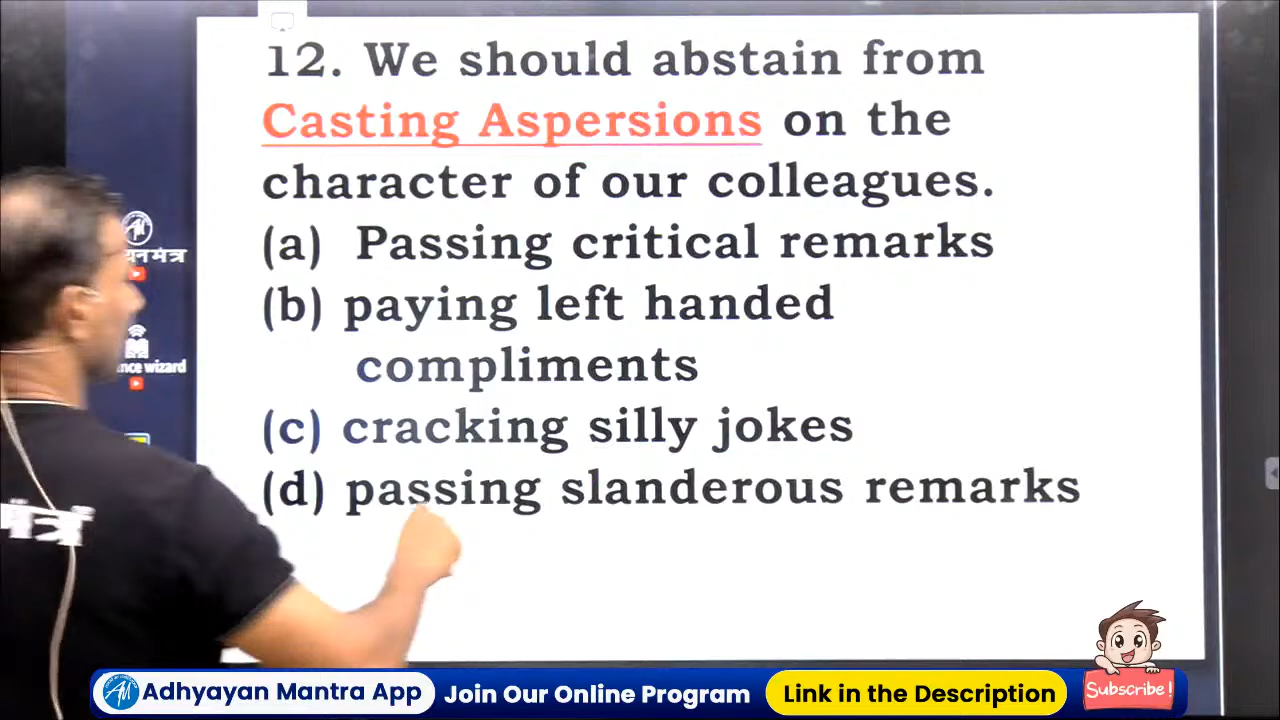 12. We should abstain from
Casting Aspersions on the
character of our colleagues.
(a) Passing critical remarks
(b) paying left handed
compliments
(c) cracking silly jokes
(d) passing slanderous remarks
मंत्र
wizard
Adhyayan Mantra App
Join Our Online Program
Link in the Description
Subscribe!